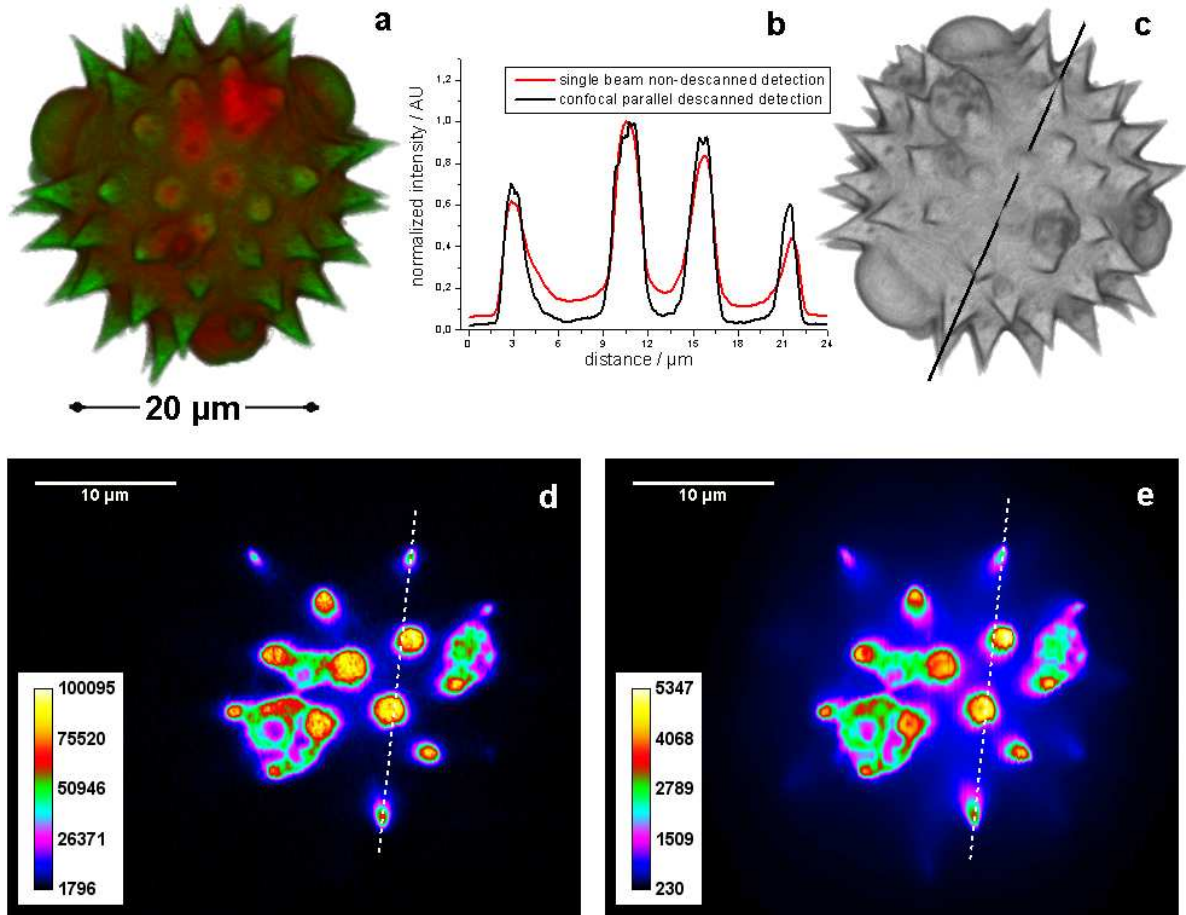 a
b
c
1,2
1,0
0,8
0,6
0,4
0,2
0,0
normalized intensity / AU
single beam non-descanned detection
confocal parallel descanned detection
0 3 6 9 12 15 18 21 24
distance / µm
20 µm
10 µm
d
100095
75520
50946
26371
1796
10 µm
e
5347
4068
2789
1509
230